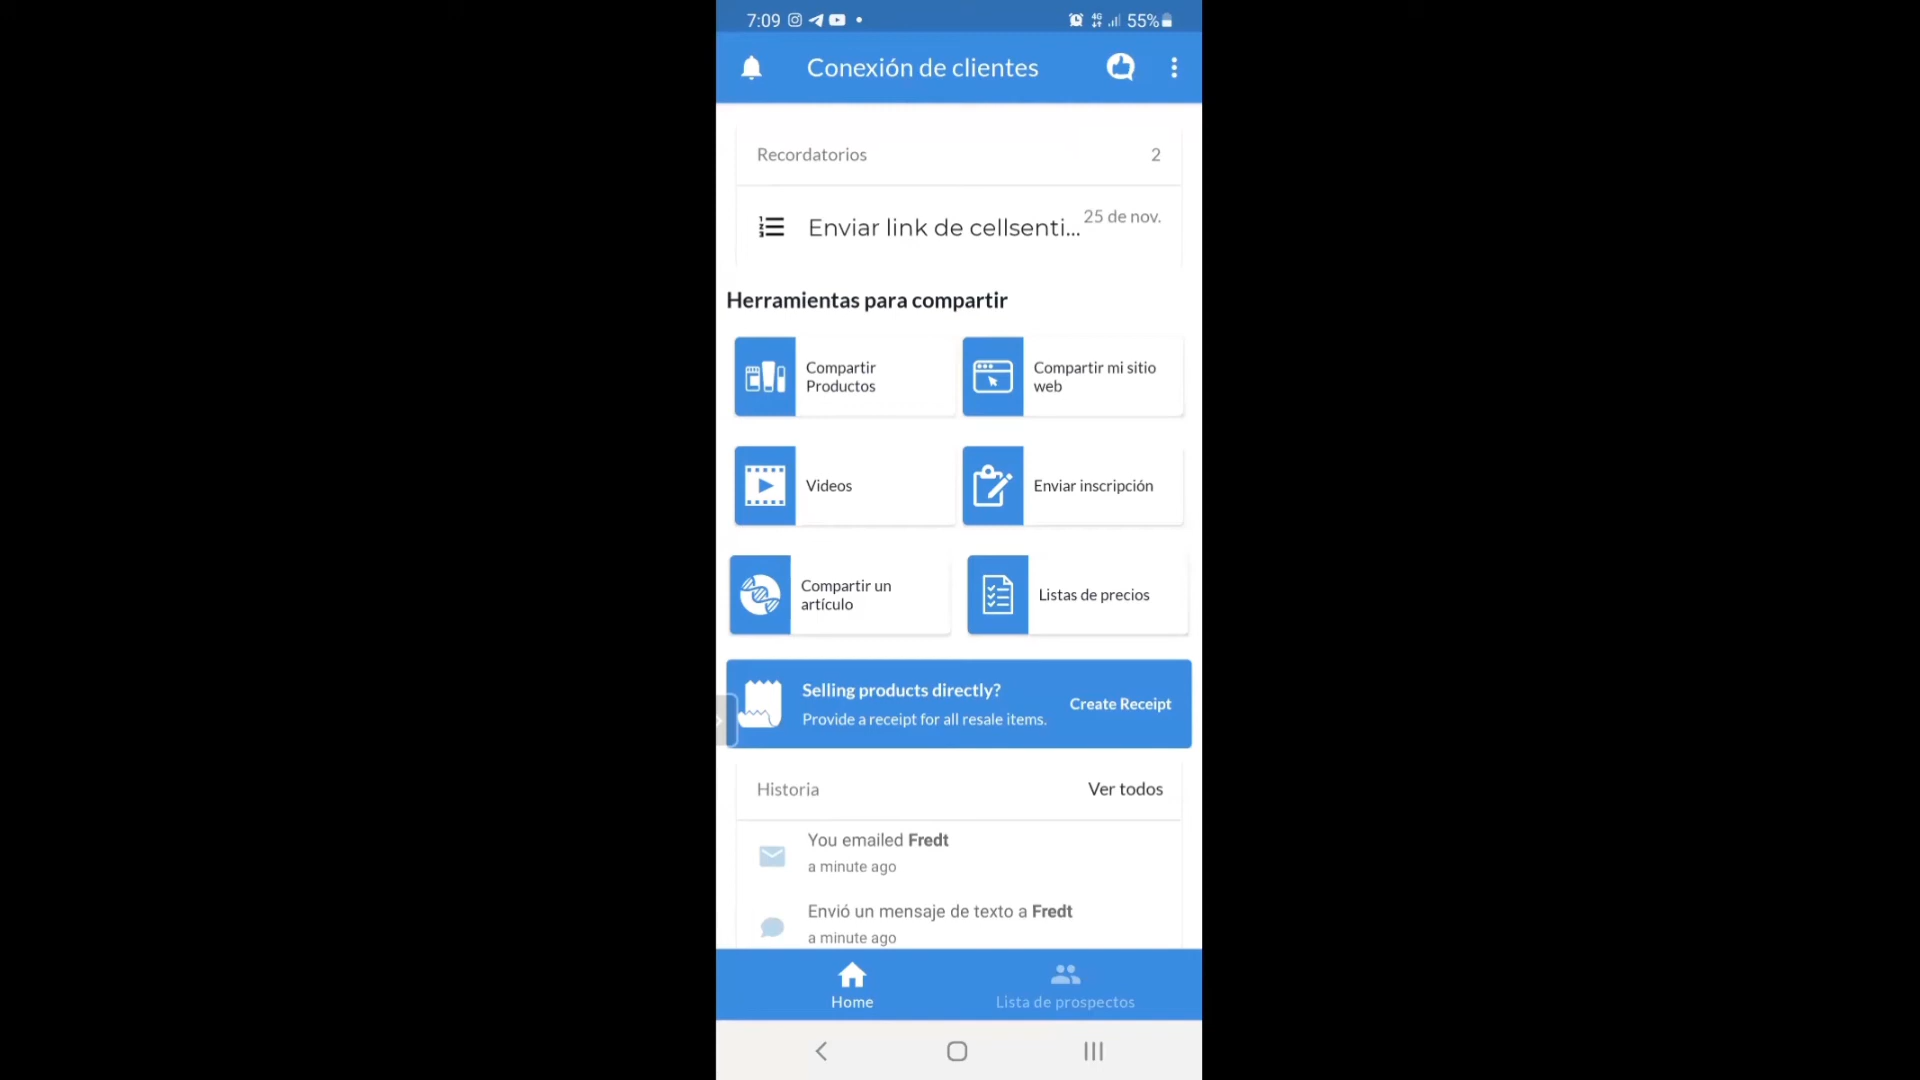 7:09 55%
Conexión de clientes
Recordatorios 2
Enviar link de cellsenti... 25 de nov.
Herramientas para compartir
Compartir
Productos
Compartir mi sitio
web
Videos
Enviar inscripción
Compartir un
artículo
Listas de precios
Selling products directly?
Provide a receipt for all resale items.
Create Receipt
Historia Ver todos
You emailed Fredt
a minute ago
Envió un mensaje de texto a Fredt
a minute ago
Home Lista de prospectos